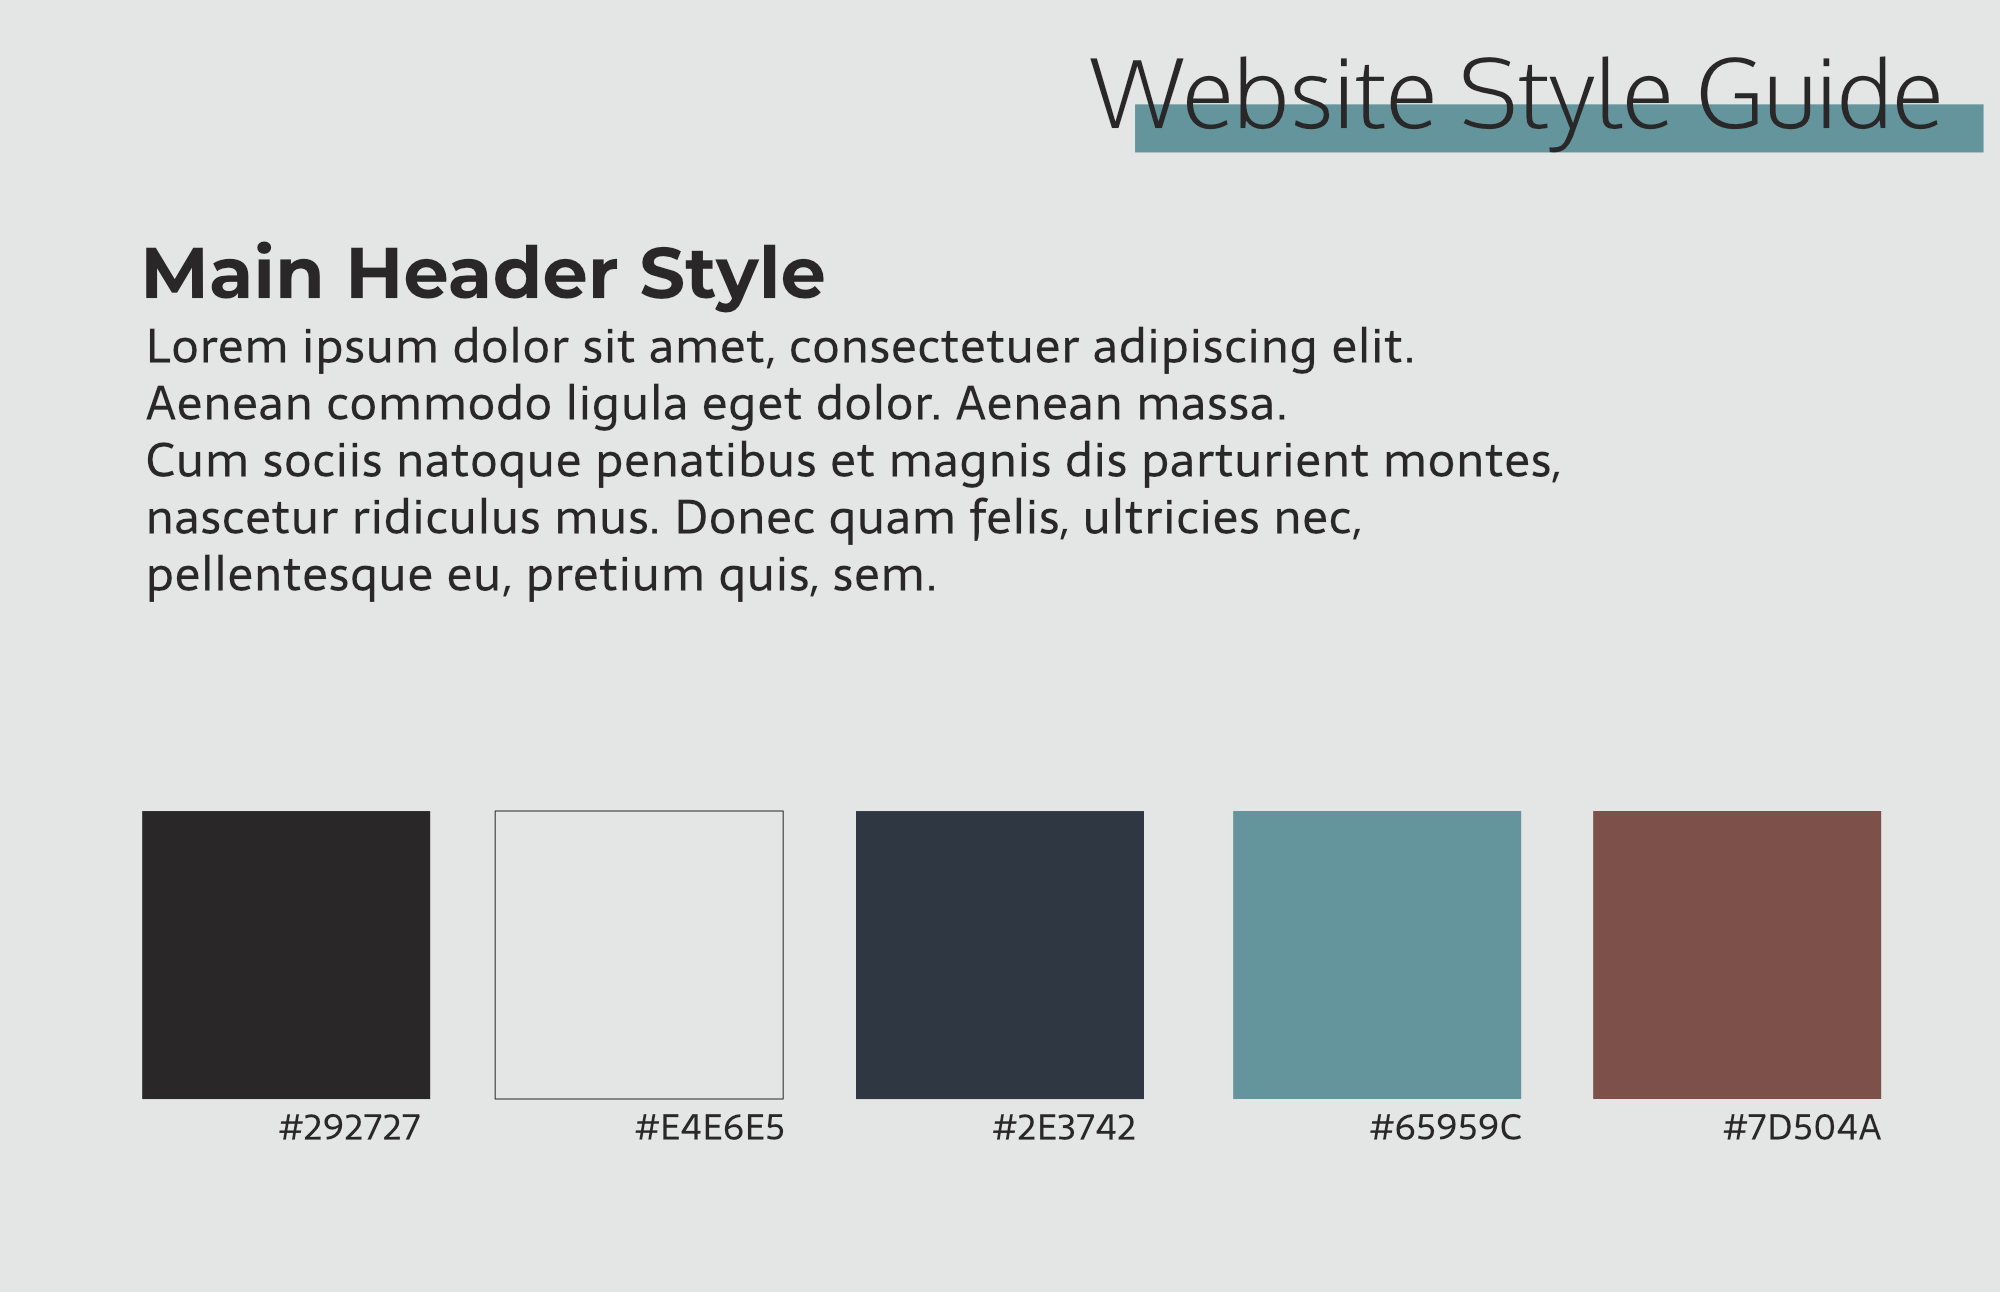 Website Style Guide
Main Header Style
Lorem ipsum dolor sit amet, consectetuer adipiscing elit.
Aenean commodo ligula eget dolor. Aenean massa.
Cum sociis natoque penatibus et magnis dis parturient montes,
nascetur ridiculus mus. Donec quam felis, ultricies nec,
pellentesque eu, pretium quis, sem.
#292727
#E4E6E5
#2E3742
#65959C
#7D504A